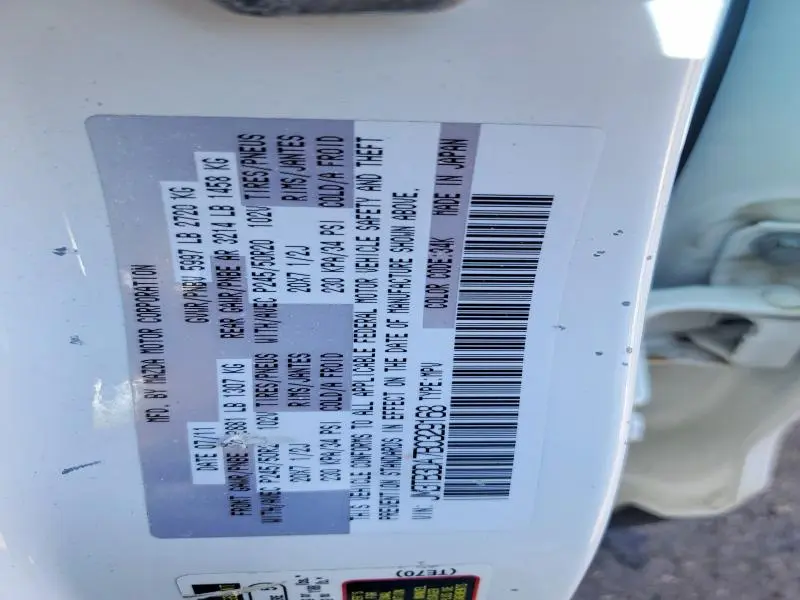 MFD. BY MAZDA MOTOR CORPORATION
DATE 07/11 GVWR/PNBV 5997 LB 2720 KG
FRONT GAWR/PNBE AV 2881 LB 1307 KG REAR GAWR/PNBE AR 3214 LB 1458 KG
WITH/AVEC P245/50R20 102V TIRES/PNEUS WITH/AVEC P245/50R20 102V TIRES/PNEUS
20X7 1/2J RIMS/JANTES 20X7 1/2J RIMS/JANTES
230 KPA/34 PSI COLD/A FROID 230 KPA/34 PSI COLD/A FROID
THIS VEHICLE CONFORMS TO ALL APPLICABLE FEDERAL MOTOR VEHICLE SAFETY AND THEFT
PREVENTION STANDARDS IN EFFECT ON THE DATE OF MANUFACTURE SHOWN ABOVE.
VIN: JM3TB3DA7B0329168 TYPE:MPV COLOR CODE:34K MADE IN JAPAN
(TE70)